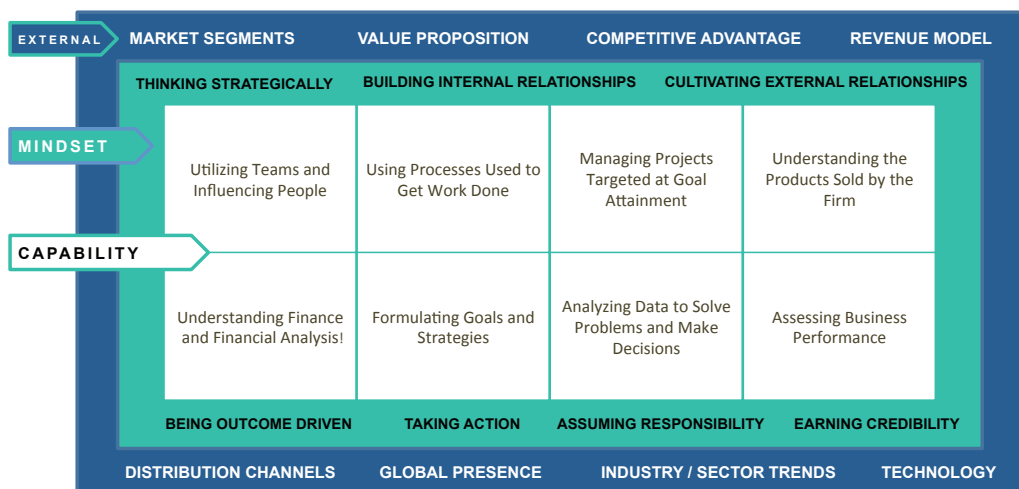 EXTERNAL
MARKET SEGMENTS VALUE PROPOSITION COMPETITIVE ADVANTAGE REVENUE MODEL
THINKING STRATEGICALLY BUILDING INTERNAL RELATIONSHIPS CULTIVATING EXTERNAL RELATIONSHIPS
MINDSET
Utilizing Teams and
Influencing People
Using Processes Used to
Get Work Done
Managing Projects
Targeted at Goal
Attainment
Understanding the
Products Sold by the
Firm
CAPABILITY
Understanding Finance
and Financial Analysis!
Formulating Goals and
Strategies
Analyzing Data to Solve
Problems and Make
Decisions
Assessing Business
Performance
BEING OUTCOME DRIVEN TAKING ACTION ASSUMING RESPONSIBILITY EARNING CREDIBILITY
DISTRIBUTION CHANNELS GLOBAL PRESENCE INDUSTRY / SECTOR TRENDS TECHNOLOGY